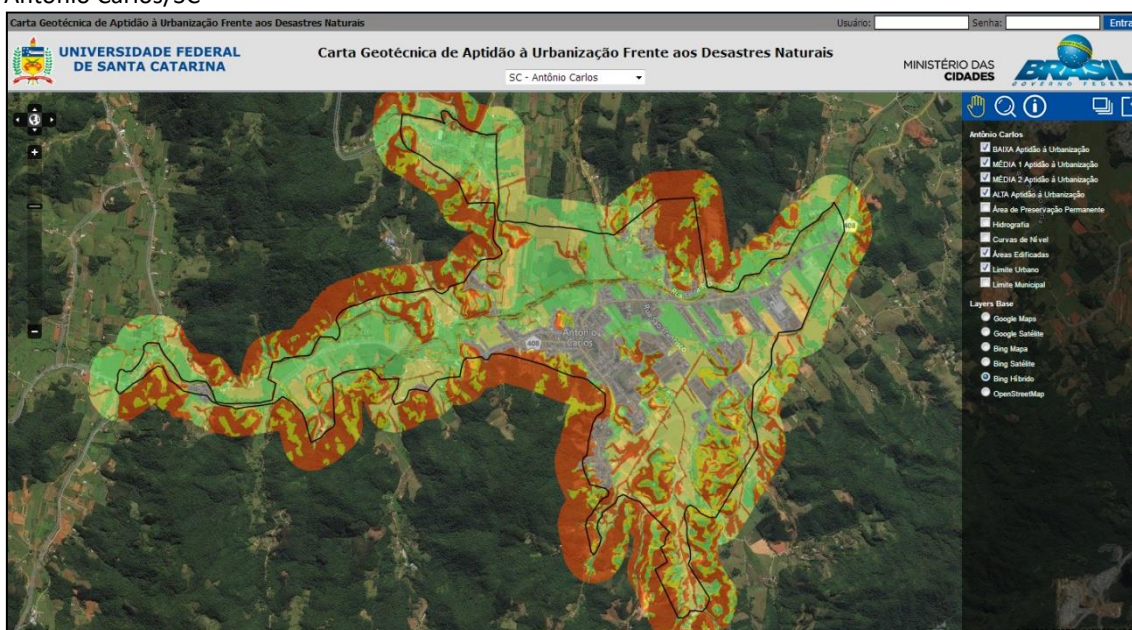 Antônio Carlos/SC
Carta Geotécnica de Aptidão à Urbanização Frente aos Desastres Naturais
Usuário:
Senha:
Entra
UNIVERSIDADE FEDERAL
DE SANTA CATARINA
Carta Geotécnica de Aptidão à Urbanização Frente aos Desastres Naturais
SC - Antônio Carlos
MINISTÉRIO DAS
CIDADES
BRASIL
GOVERNO FEDERAL
Antônio Carlos
BAIXA Aptidão à Urbanização
MÉDIA 1 Aptidão à Urbanização
MÉDIA 2 Aptidão à Urbanização
ALTA Aptidão à Urbanização
Área de Preservação Permanente
Hidrografia
Curvas de Nível
Áreas Edificadas
Limite Urbano
Limite Municipal
Layers Base
Google Maps
Google Satélite
Bing Mapa
Bing Satélite
Bing Híbrido
OpenStreetMap
408
Antônio
Carlos
408